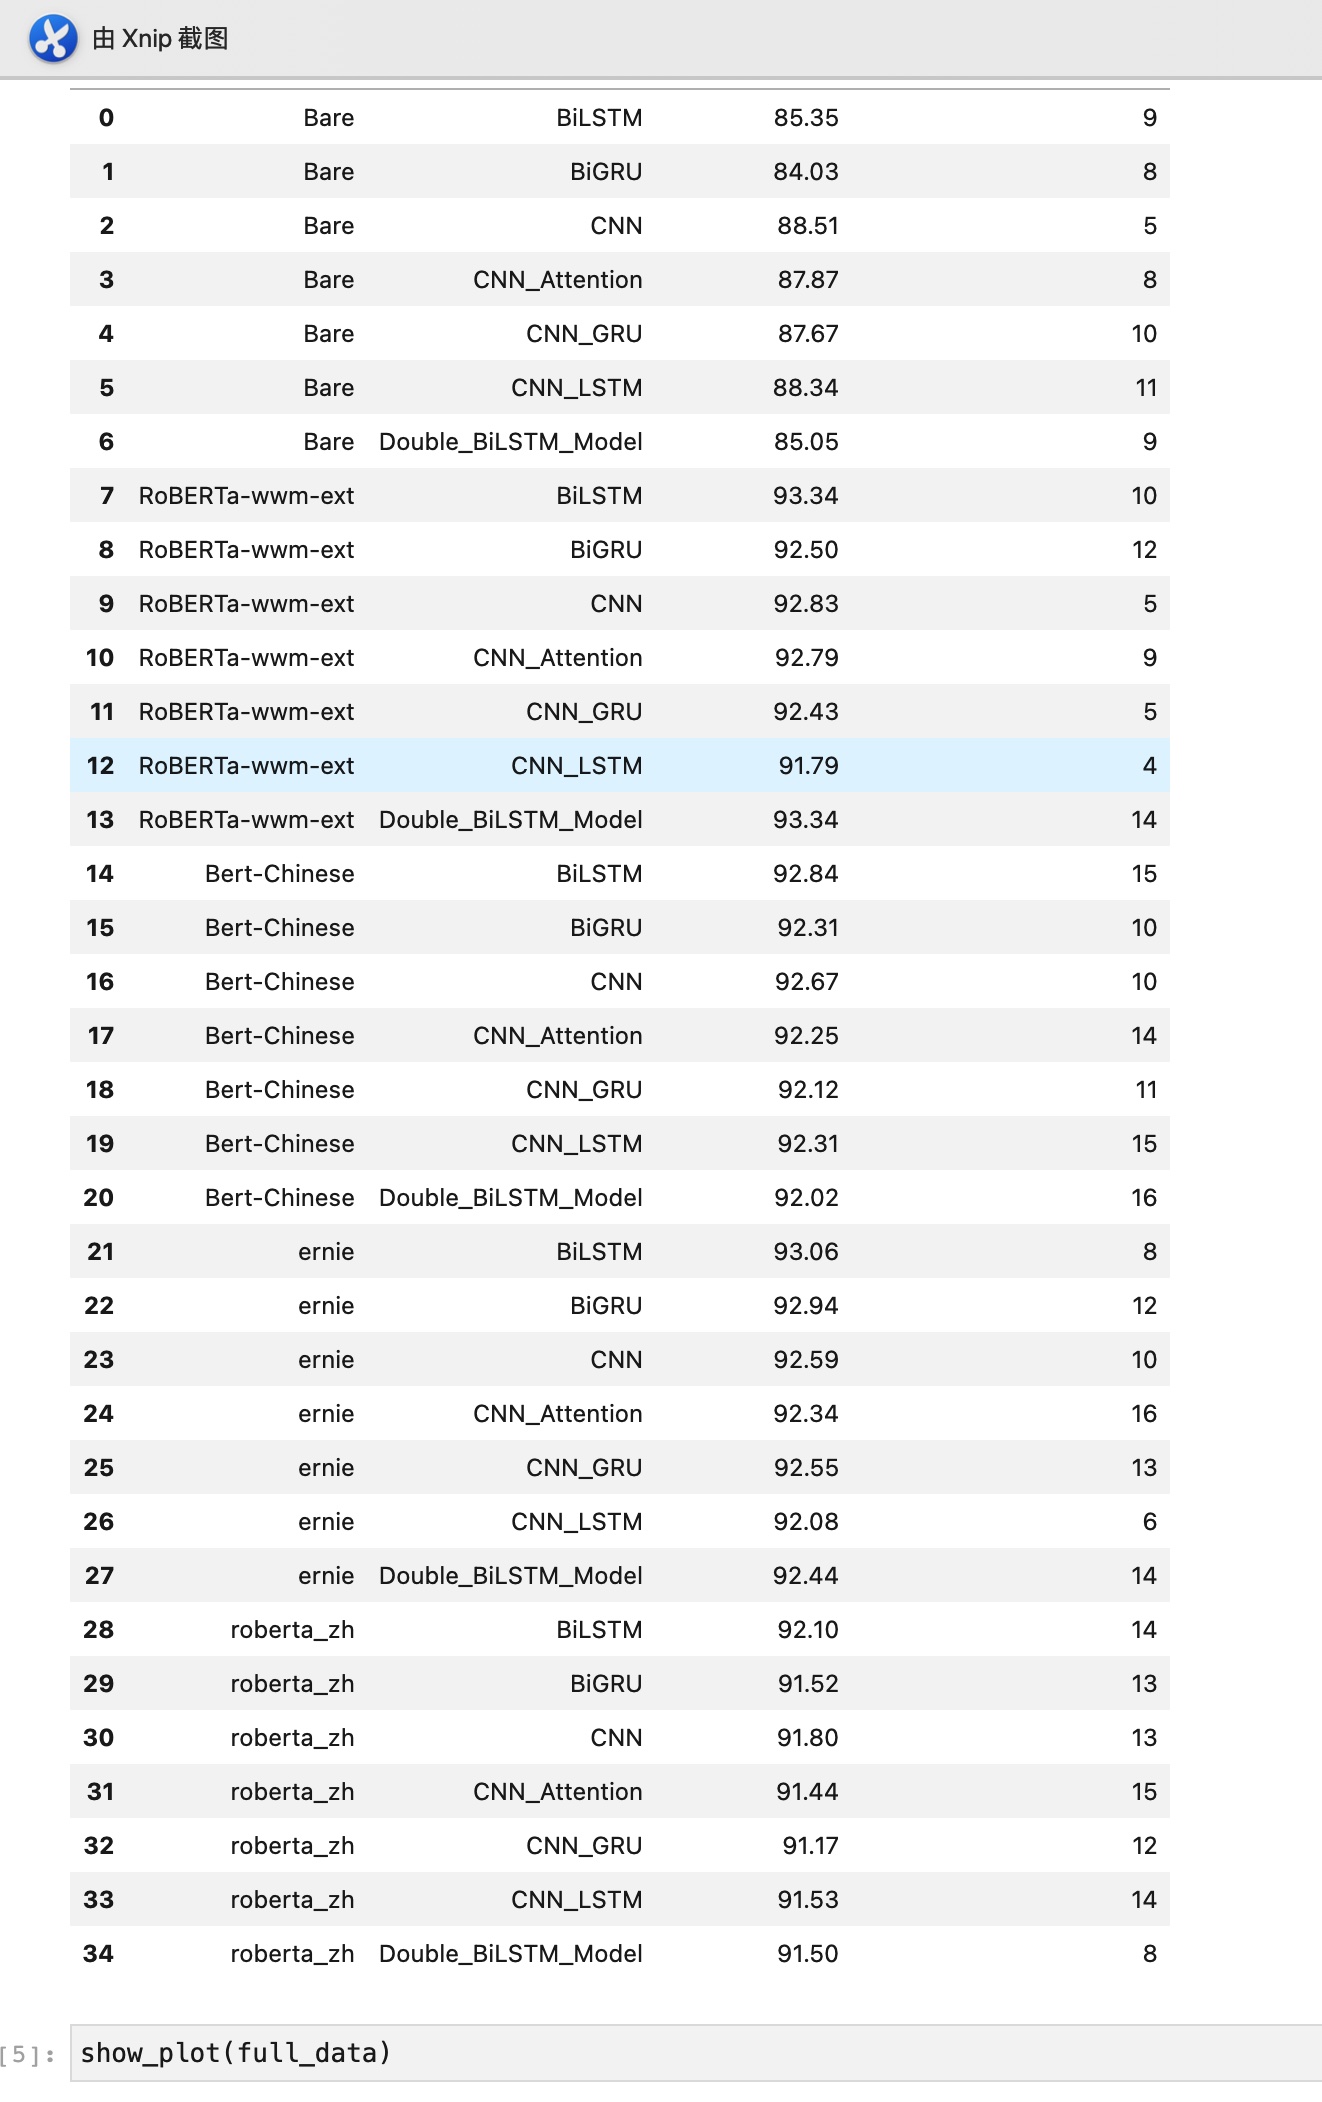 由 Xnip 截图
0 Bare BiLSTM 85.35 9
1 Bare BiGRU 84.03 8
2 Bare CNN 88.51 5
3 Bare CNN_Attention 87.87 8
4 Bare CNN_GRU 87.67 10
5 Bare CNN_LSTM 88.34 11
6 Bare Double_BiLSTM_Model 85.05 9
7 RoBERTa-wwm-ext BiLSTM 93.34 10
8 RoBERTa-wwm-ext BiGRU 92.50 12
9 RoBERTa-wwm-ext CNN 92.83 5
10 RoBERTa-wwm-ext CNN_Attention 92.79 9
11 RoBERTa-wwm-ext CNN_GRU 92.43 5
12 RoBERTa-wwm-ext CNN_LSTM 91.79 4
13 RoBERTa-wwm-ext Double_BiLSTM_Model 93.34 14
14 Bert-Chinese BiLSTM 92.84 15
15 Bert-Chinese BiGRU 92.31 10
16 Bert-Chinese CNN 92.67 10
17 Bert-Chinese CNN_Attention 92.25 14
18 Bert-Chinese CNN_GRU 92.12 11
19 Bert-Chinese CNN_LSTM 92.31 15
20 Bert-Chinese Double_BiLSTM_Model 92.02 16
21 ernie BiLSTM 93.06 8
22 ernie BiGRU 92.94 12
23 ernie CNN 92.59 10
24 ernie CNN_Attention 92.34 16
25 ernie CNN_GRU 92.55 13
26 ernie CNN_LSTM 92.08 6
27 ernie Double_BiLSTM_Model 92.44 14
28 roberta_zh BiLSTM 92.10 14
29 roberta_zh BiGRU 91.52 13
30 roberta_zh CNN 91.80 13
31 roberta_zh CNN_Attention 91.44 15
32 roberta_zh CNN_GRU 91.17 12
33 roberta_zh CNN_LSTM 91.53 14
34 roberta_zh Double_BiLSTM_Model 91.50 8
[5]: show_plot(full_data)